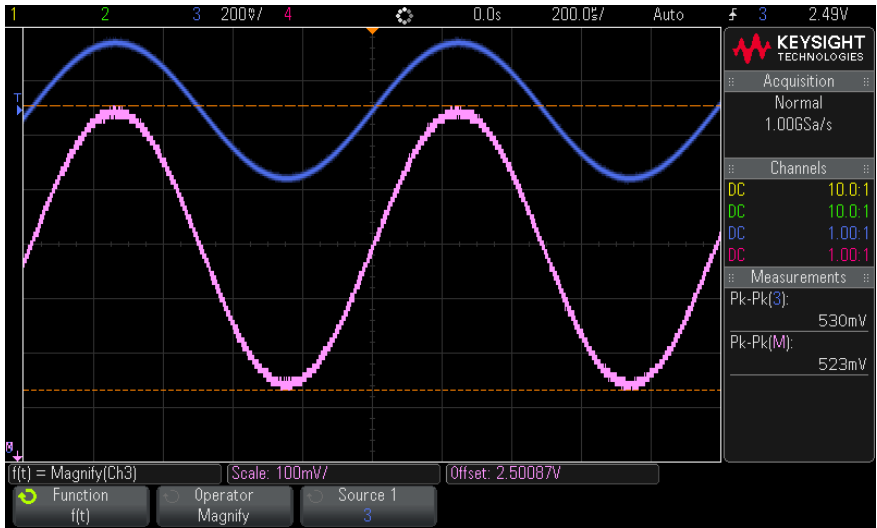 1 2 3 200mV/ 4 0.0s 200.0µs/ Auto 3 2.49V
T
KEYSIGHT
TECHNOLOGIES
Acquisition
Normal
1.00GSa/s
Channels
DC 10.0:1
DC 10.0:1
DC 1.00:1
DC 1.00:1
Measurements
Pk-Pk(3):
530mV
Pk-Pk(M):
523mV
f(t) = Magnify(Ch3) Scale: 100mV/ Offset: 2.50087V
Function Operator Source 1
f(t) Magnify 3